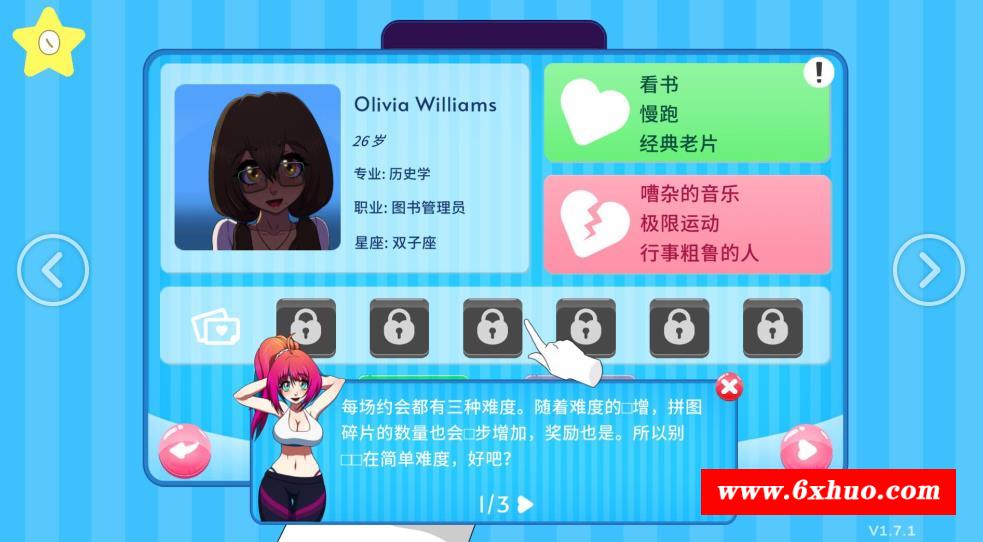 Olivia Williams
26 岁
专业: 历史学
职业: 图书管理员
星座: 双子座
看书
慢跑
经典老片
!
嘈杂的音乐
极限运动
行事粗鲁的人
每场约会都有三种难度。随着难度的□增，拼图
碎片的数量也会□步增加，奖励也是。所以别
□□在简单难度，好吧？
1/3
www.6xhuo.com
V1.7.1